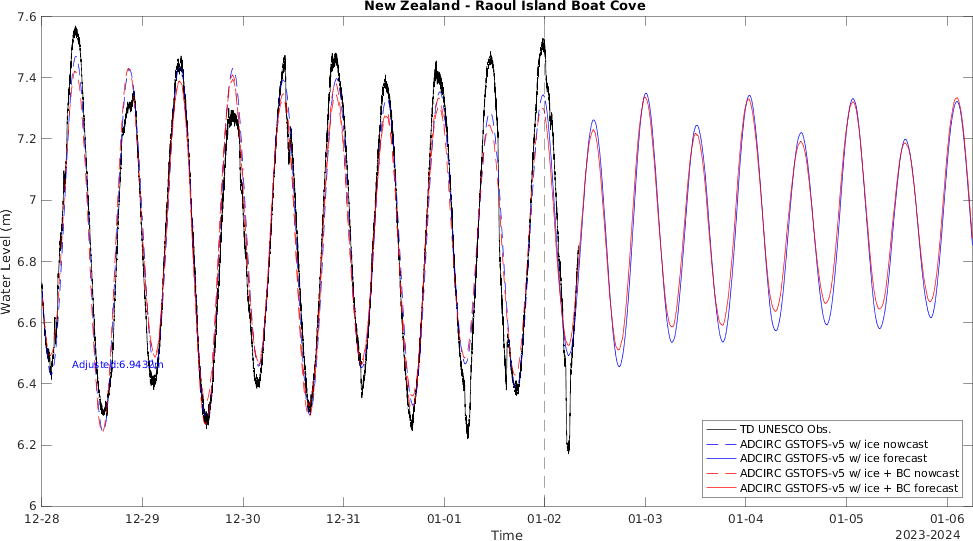 New Zealand - Raoul Island Boat Cove
7.6
7.4
7.2
7
6.8
6.6
6.4
6.2
6
Water Level (m)
Adjusted:6.9432m
TD UNESCO Obs.
ADCIRC GSTOFS-v5 w/ ice nowcast
ADCIRC GSTOFS-v5 w/ ice forecast
ADCIRC GSTOFS-v5 w/ ice + BC nowcast
ADCIRC GSTOFS-v5 w/ ice + BC forecast
12-28 12-29 12-30 12-31 01-01 01-02 01-03 01-04 01-05 01-06
Time
2023-2024